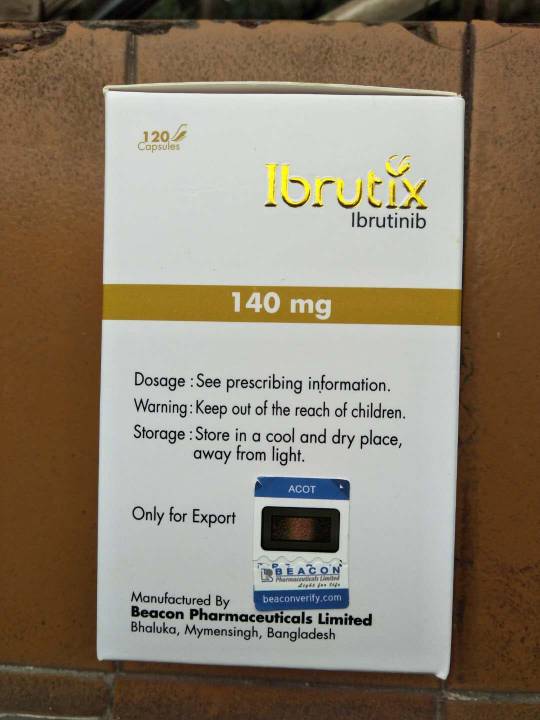 120
Capsules
Ibrutix
Ibrutinib
140 mg
Dosage : See prescribing information.
Warning : Keep out of the reach of children.
Storage : Store in a cool and dry place,
away from light.
Only for Export
ACOT
BEACON
Pharmaceuticals Limited
Light for life
beaconverify.com
Manufactured By
Beacon Pharmaceuticals Limited
Bhaluka, Mymensingh, Bangladesh